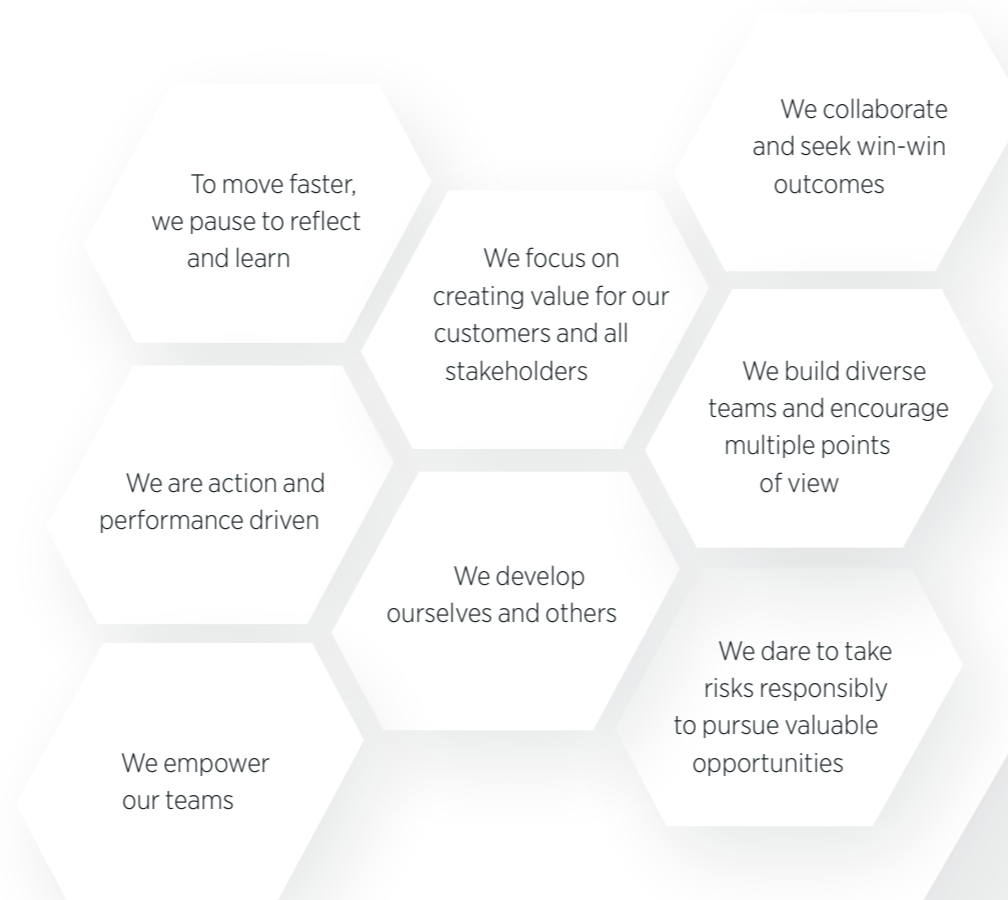 To move faster,
we pause to reflect
and learn
We are action and
performance driven
We empower
our teams
We focus on
creating value for our
customers and all
stakeholders
We develop
ourselves and others
We collaborate
and seek win-win
outcomes
We build diverse
teams and encourage
multiple points
of view
We dare to take
risks responsibly
to pursue valuable
opportunities